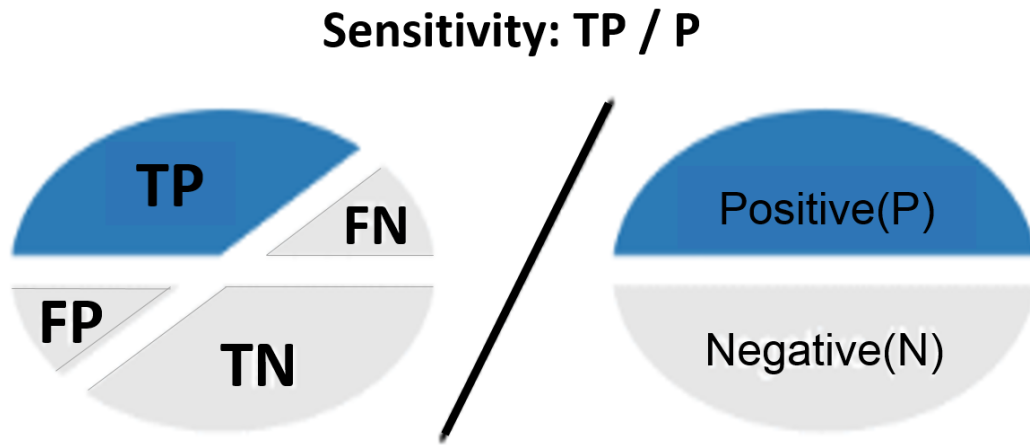 Sensitivity: TP / P
TP
FN
FP
TN
Positive(P)
Negative(N)